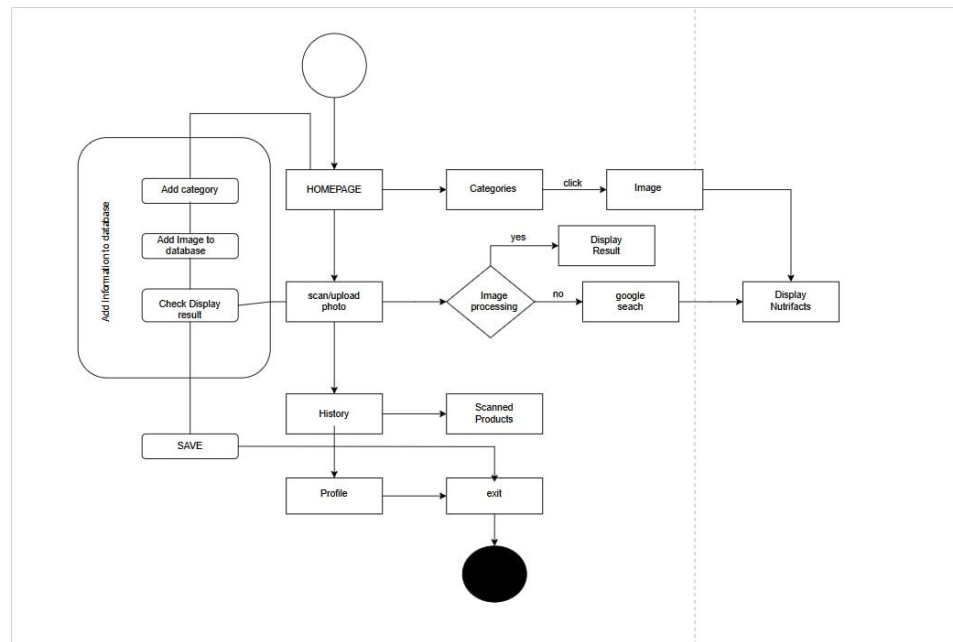 Add Information to database
Add category
HOMEPAGE
Categories
click
Image
Add Image to
database
yes
Display
Result
Check Display
result
scan/upload
photo
Image
processing
no
google
seach
Display
Nutrifacts
History
Scanned
Products
SAVE
Profile
exit